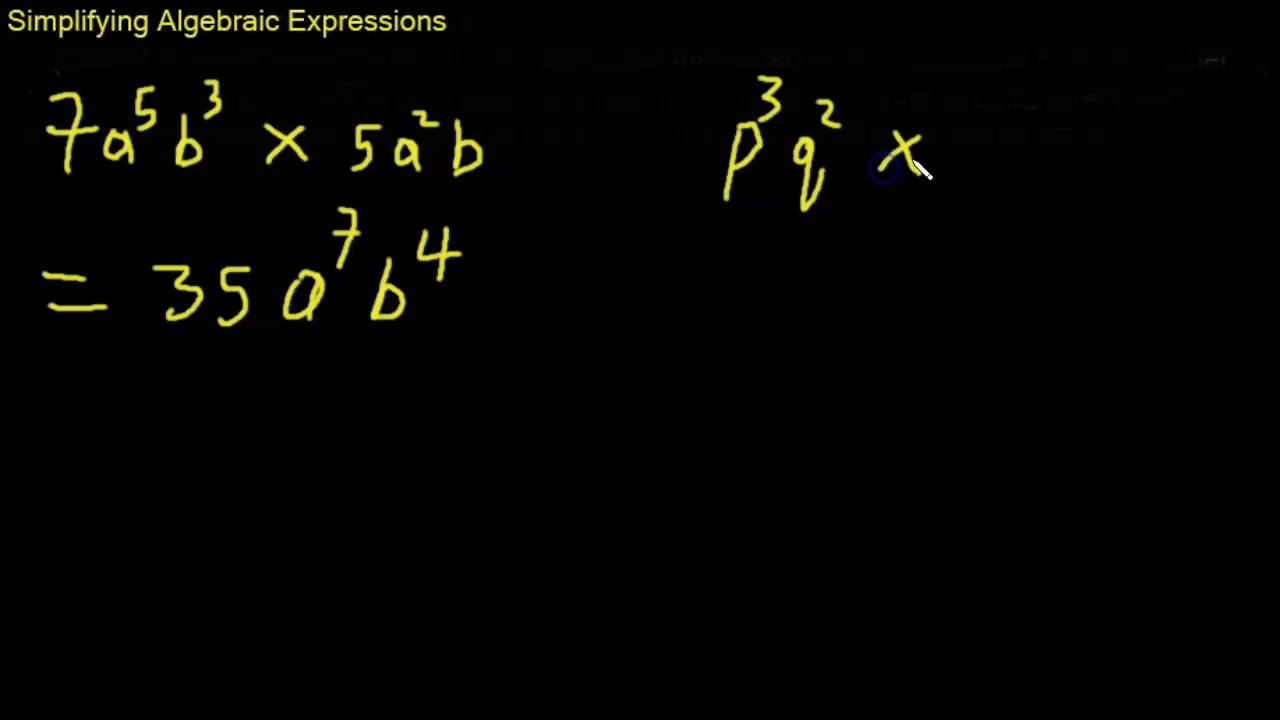 Simplifying Algebraic Expressions
7a⁵b³ × 5a²b
= 35a⁷b⁴
p³q² ×